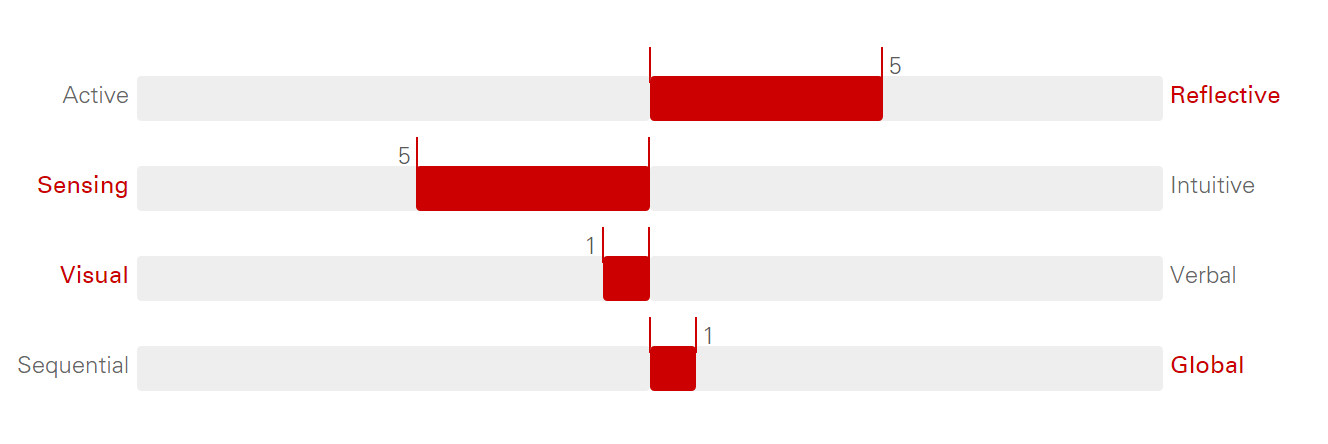 5
Active Reflective
5
Sensing Intuitive
1
Visual Verbal
1
Sequential Global